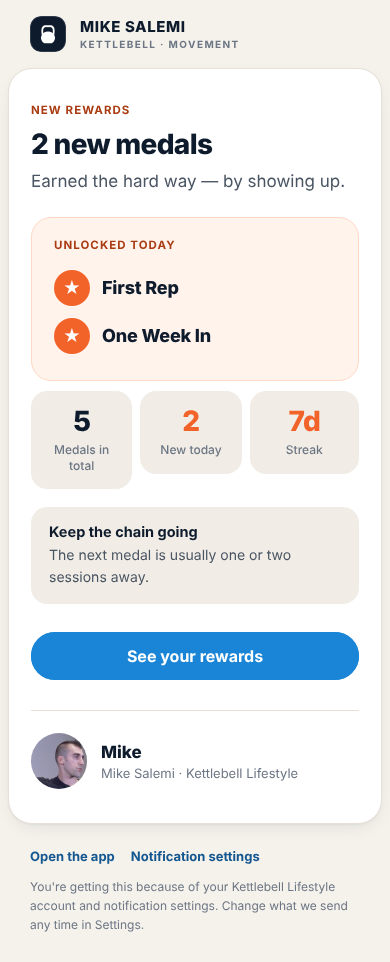 MIKE SALEMI
KETTLEBELL · MOVEMENT
NEW REWARDS
2 new medals
Earned the hard way — by showing up.
UNLOCKED TODAY
First Rep
One Week In
5
Medals in
total
2
New today
7d
Streak
Keep the chain going
The next medal is usually one or two
sessions away.
See your rewards
Mike
Mike Salemi · Kettlebell Lifestyle
Open the app Notification settings
You're getting this because of your Kettlebell Lifestyle
account and notification settings. Change what we send
any time in Settings.